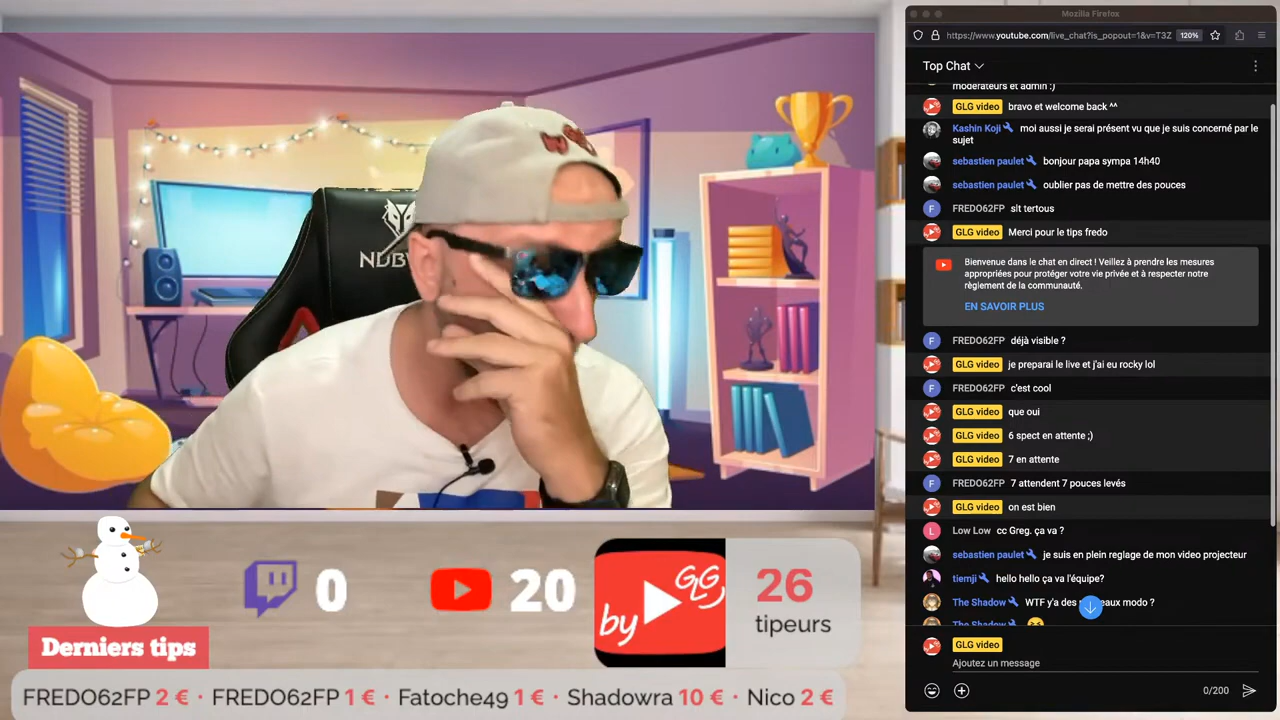 Mozilla Firefox
https://www.youtube.com/live_chat?is_popout=1&v=T3Z
120%
Top Chat
modérateurs et admin :)
GLG video bravo et welcome back ^^
Kashin Koji moi aussi je serai présent vu que je suis concerné par le
sujet
sebastien paulet bonjour papa sympa 14h40
sebastien paulet oublier pas de mettre des pouces
F FREDO62FP slt tertous
GLG video Merci pour le tips fredo
Bienvenue dans le chat en direct ! Veillez à prendre les mesures
appropriées pour protéger votre vie privée et à respecter notre
règlement de la communauté.
EN SAVOIR PLUS
F FREDO62FP déjà visible ?
GLG video je preparai le live et j'ai eu rocky lol
F FREDO62FP c'est cool
GLG video que oui
GLG video 6 spect en attente ;)
GLG video 7 en attente
F FREDO62FP 7 attendent 7 pouces levés
GLG video on est bien
L Low Low cc Greg. ça va ?
sebastien paulet je suis en plein reglage de mon video projecteur
tiemji hello hello ça va l'équipe?
The Shadow WTF y'a des eaux modo ?
The Shadow
GLG video
Ajoutez un message
0/200
0
20
by GLG
26
tipeurs
Derniers tips
FREDO62FP 2 € · FREDO62FP 1 € · Fatoche49 1 € · Shadowra 10 € · Nico 2 €